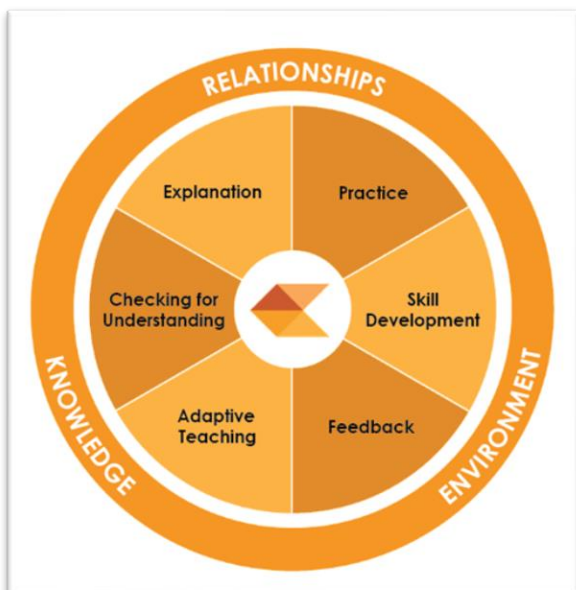 RELATIONSHIPS
Explanation
Practice
Checking for
Understanding
Skill
Development
Adaptive
Teaching
Feedback
KNOWLEDGE
ENVIRONMENT